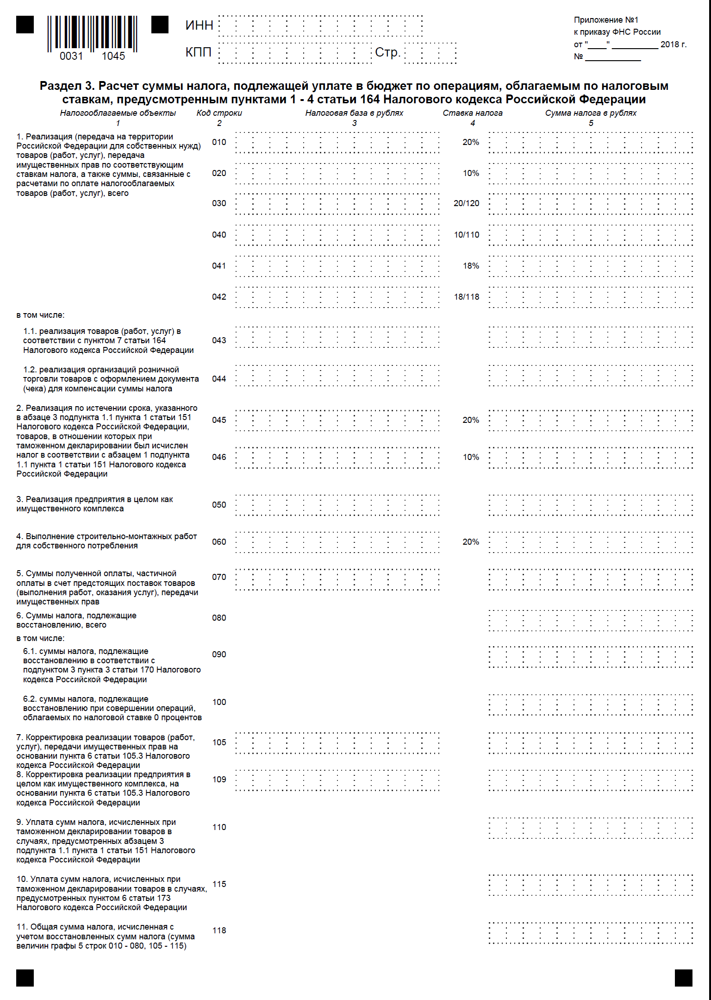 ИНН
Приложение №1
к приказу ФНС России
от "____" __________ 2018 г.
№ ____________
КПП
Стр.
0031 1045
Раздел 3. Расчет суммы налога, подлежащей уплате в бюджет по операциям, облагаемым по налоговым
ставкам, предусмотренным пунктами 1 - 4 статьи 164 Налогового кодекса Российской Федерации
Налогооблагаемые объекты Код строки Налоговая база в рублях Ставка налога Сумма налога в рублях
1 2 3 4 5
1. Реализация (передача на территории
Российской Федерации для собственных нужд)
товаров (работ, услуг), передача
имущественных прав по соответствующим
ставкам налога, а также суммы, связанные с
расчетами по оплате налогооблагаемых
товаров (работ, услуг), всего
010 20%
020 10%
030 20/120
040 10/110
041 18%
042 18/118
в том числе:
1.1. реализация товаров (работ, услуг) в
соответствии с пунктом 7 статьи 164
Налогового кодекса Российской Федерации
043
1.2. реализация организаций розничной
торговли товаров с оформлением документа
(чека) для компенсации суммы налога
044
2. Реализация по истечении срока, указанного
в абзаце 3 подпункта 1.1 пункта 1 статьи 151
Налогового кодекса Российской Федерации,
товаров, в отношении которых при
таможенном декларировании был исчислен
налог в соответствии с абзацем 1 подпункта
1.1 пункта 1 статьи 151 Налогового кодекса
Российской Федерации
045 20%
046 10%
3. Реализация предприятия в целом как
имущественного комплекса
050
4. Выполнение строительно-монтажных работ
для собственного потребления
060 20%
5. Суммы полученной оплаты, частичной
оплаты в счет предстоящих поставок товаров
(выполнения работ, оказания услуг), передачи
имущественных прав
070
6. Суммы налога, подлежащие
восстановлению, всего
080
в том числе:
6.1. суммы налога, подлежащие
восстановлению в соответствии с
подпунктом 3 пункта 3 статьи 170 Налогового
кодекса Российской Федерации
090
6.2. суммы налога, подлежащие
восстановлению при совершении операций,
облагаемых по налоговой ставке 0 процентов
100
7. Корректировка реализации товаров (работ,
услуг), передачи имущественных прав на
основании пункта 6 статьи 105.3 Налогового
кодекса Российской Федерации
105
8. Корректировка реализации предприятия в
целом как имущественного комплекса, на
основании пункта 6 статьи 105.3 Налогового
кодекса Российской Федерации
109
9. Уплата сумм налога, исчисленных при
таможенном декларировании товаров в
случаях, предусмотренных абзацем 3
подпункта 1.1 пункта 1 статьи 151 Налогового
кодекса Российской Федерации
110
10. Уплата сумм налога, исчисленных при
таможенном декларировании товаров в случаях,
предусмотренных пунктом 6 статьи 173
Налогового кодекса Российской Федерации
115
11. Общая сумма налога, исчисленная с
учетом восстановленных сумм налога (сумма
величин графы 5 строк 010 - 080, 105 - 115)
118